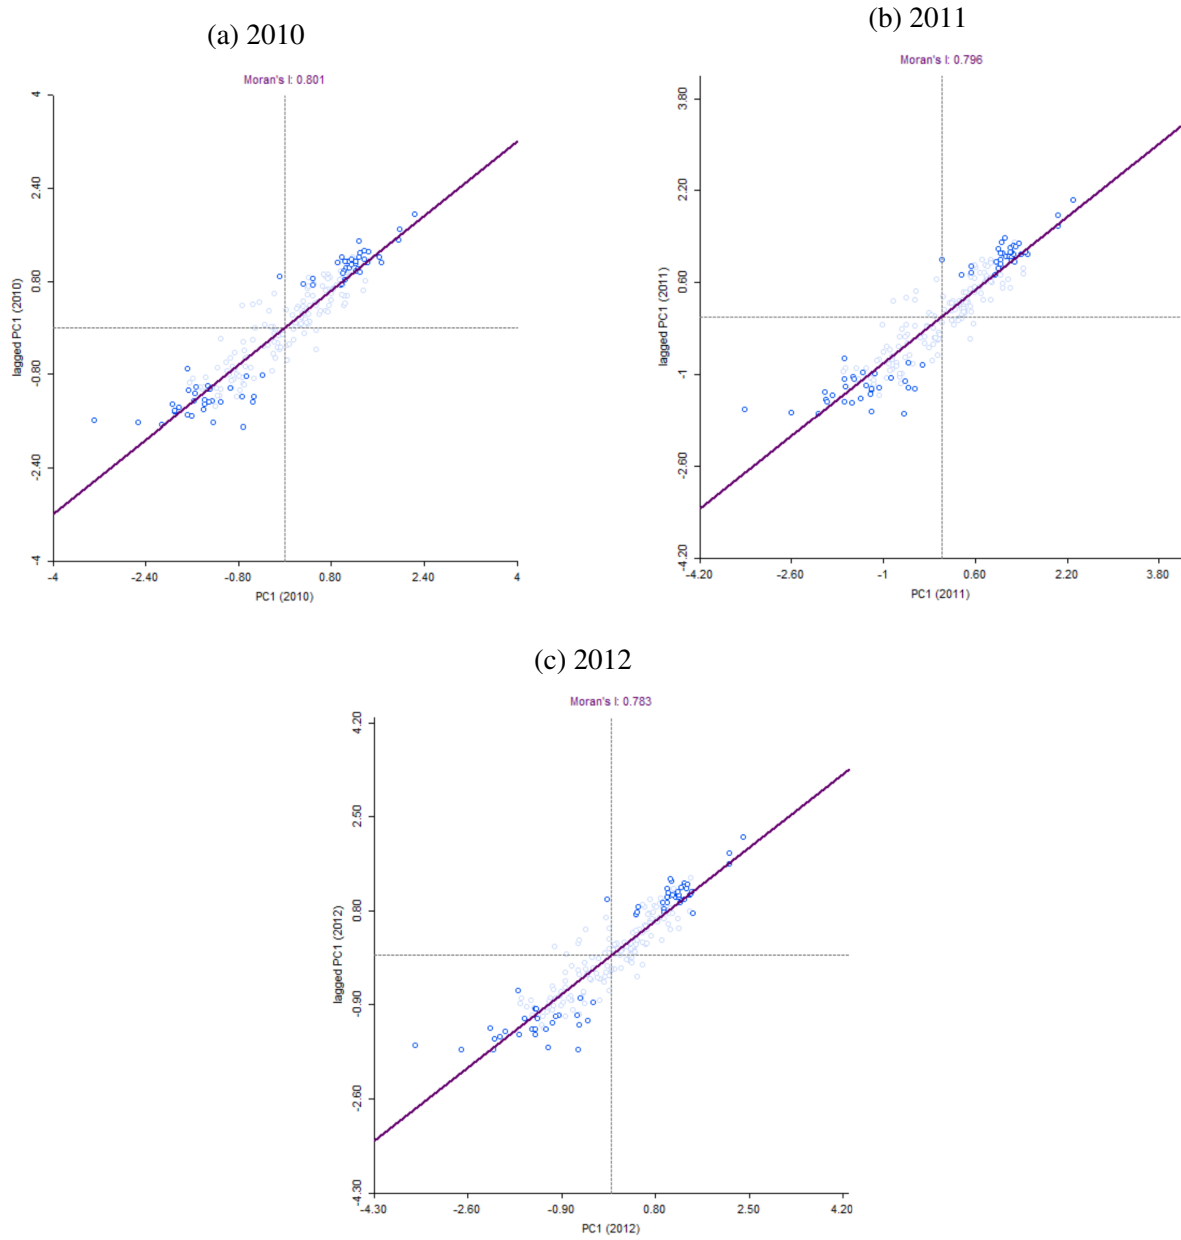 (a) 2010
Moran's I: 0.801
4
2.40
0.80
-0.80
-2.40
-4
lagged PC1 (2010)
-4 -2.40 -0.80 0.80 2.40 4
PC1 (2010)
(b) 2011
Moran's I: 0.796
3.80
2.20
0.60
-1
-2.60
-4.20
lagged PC1 (2011)
-4.20 -2.60 -1 0.60 2.20 3.80
PC1 (2011)
(c) 2012
Moran's I: 0.783
4.20
2.50
0.80
-0.90
-2.60
-4.30
lagged PC1 (2012)
-4.30 -2.60 -0.90 0.80 2.50 4.20
PC1 (2012)